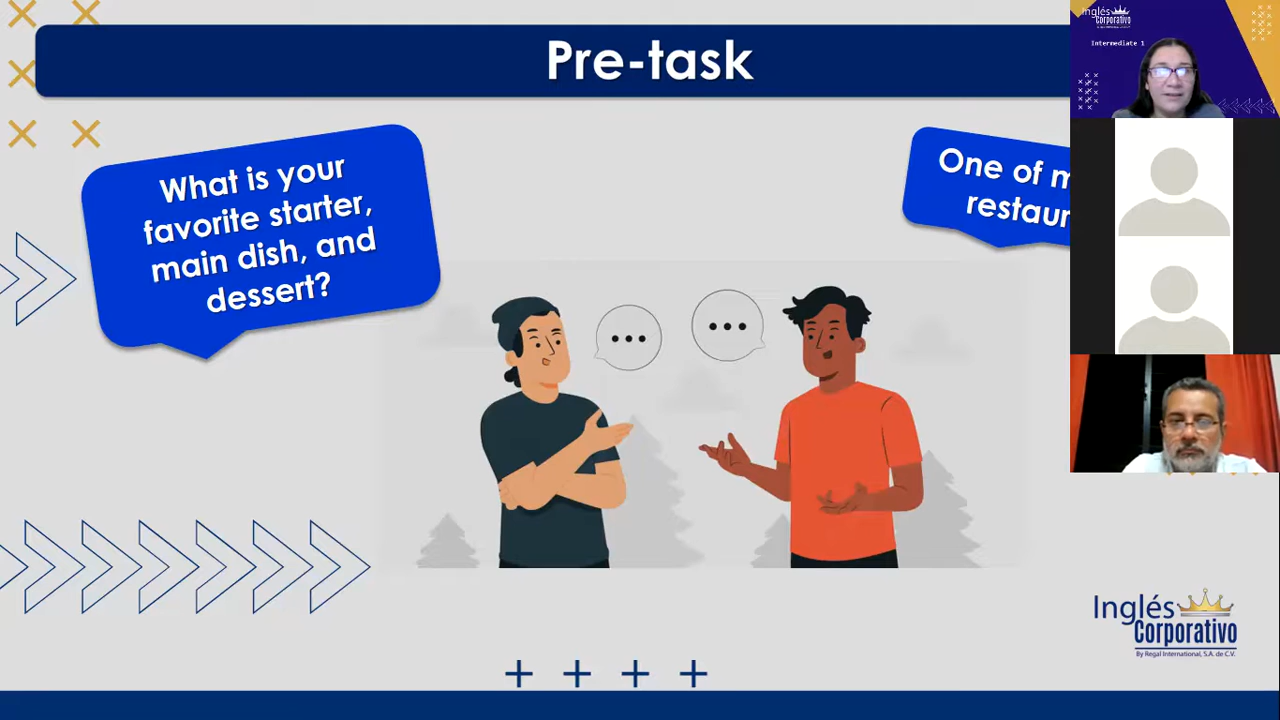 Pre-task
What is your
favorite starter,
main dish, and
dessert?
One of m
restaur
Inglés
Corporativo
Intermediate 1
Inglés
Corporativo
By Regal International, S.A. de C.V.